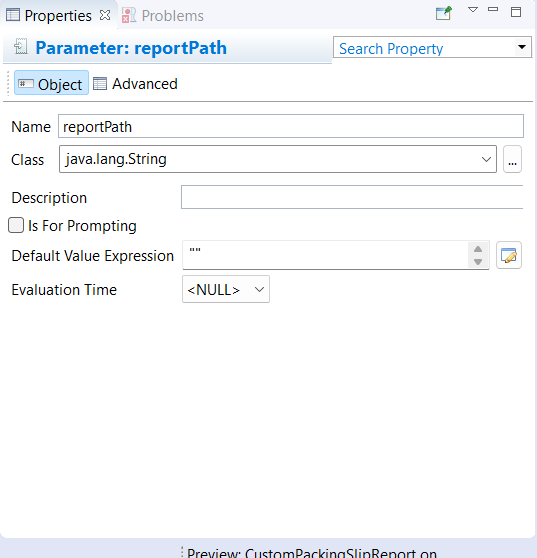 Properties Problems
Parameter: reportPath Search Property
Object Advanced
Name reportPath
Class java.lang.String ...
Description
Is For Prompting
Default Value Expression ""
Evaluation Time <NULL>
Preview: CustomPackingSlipReport on